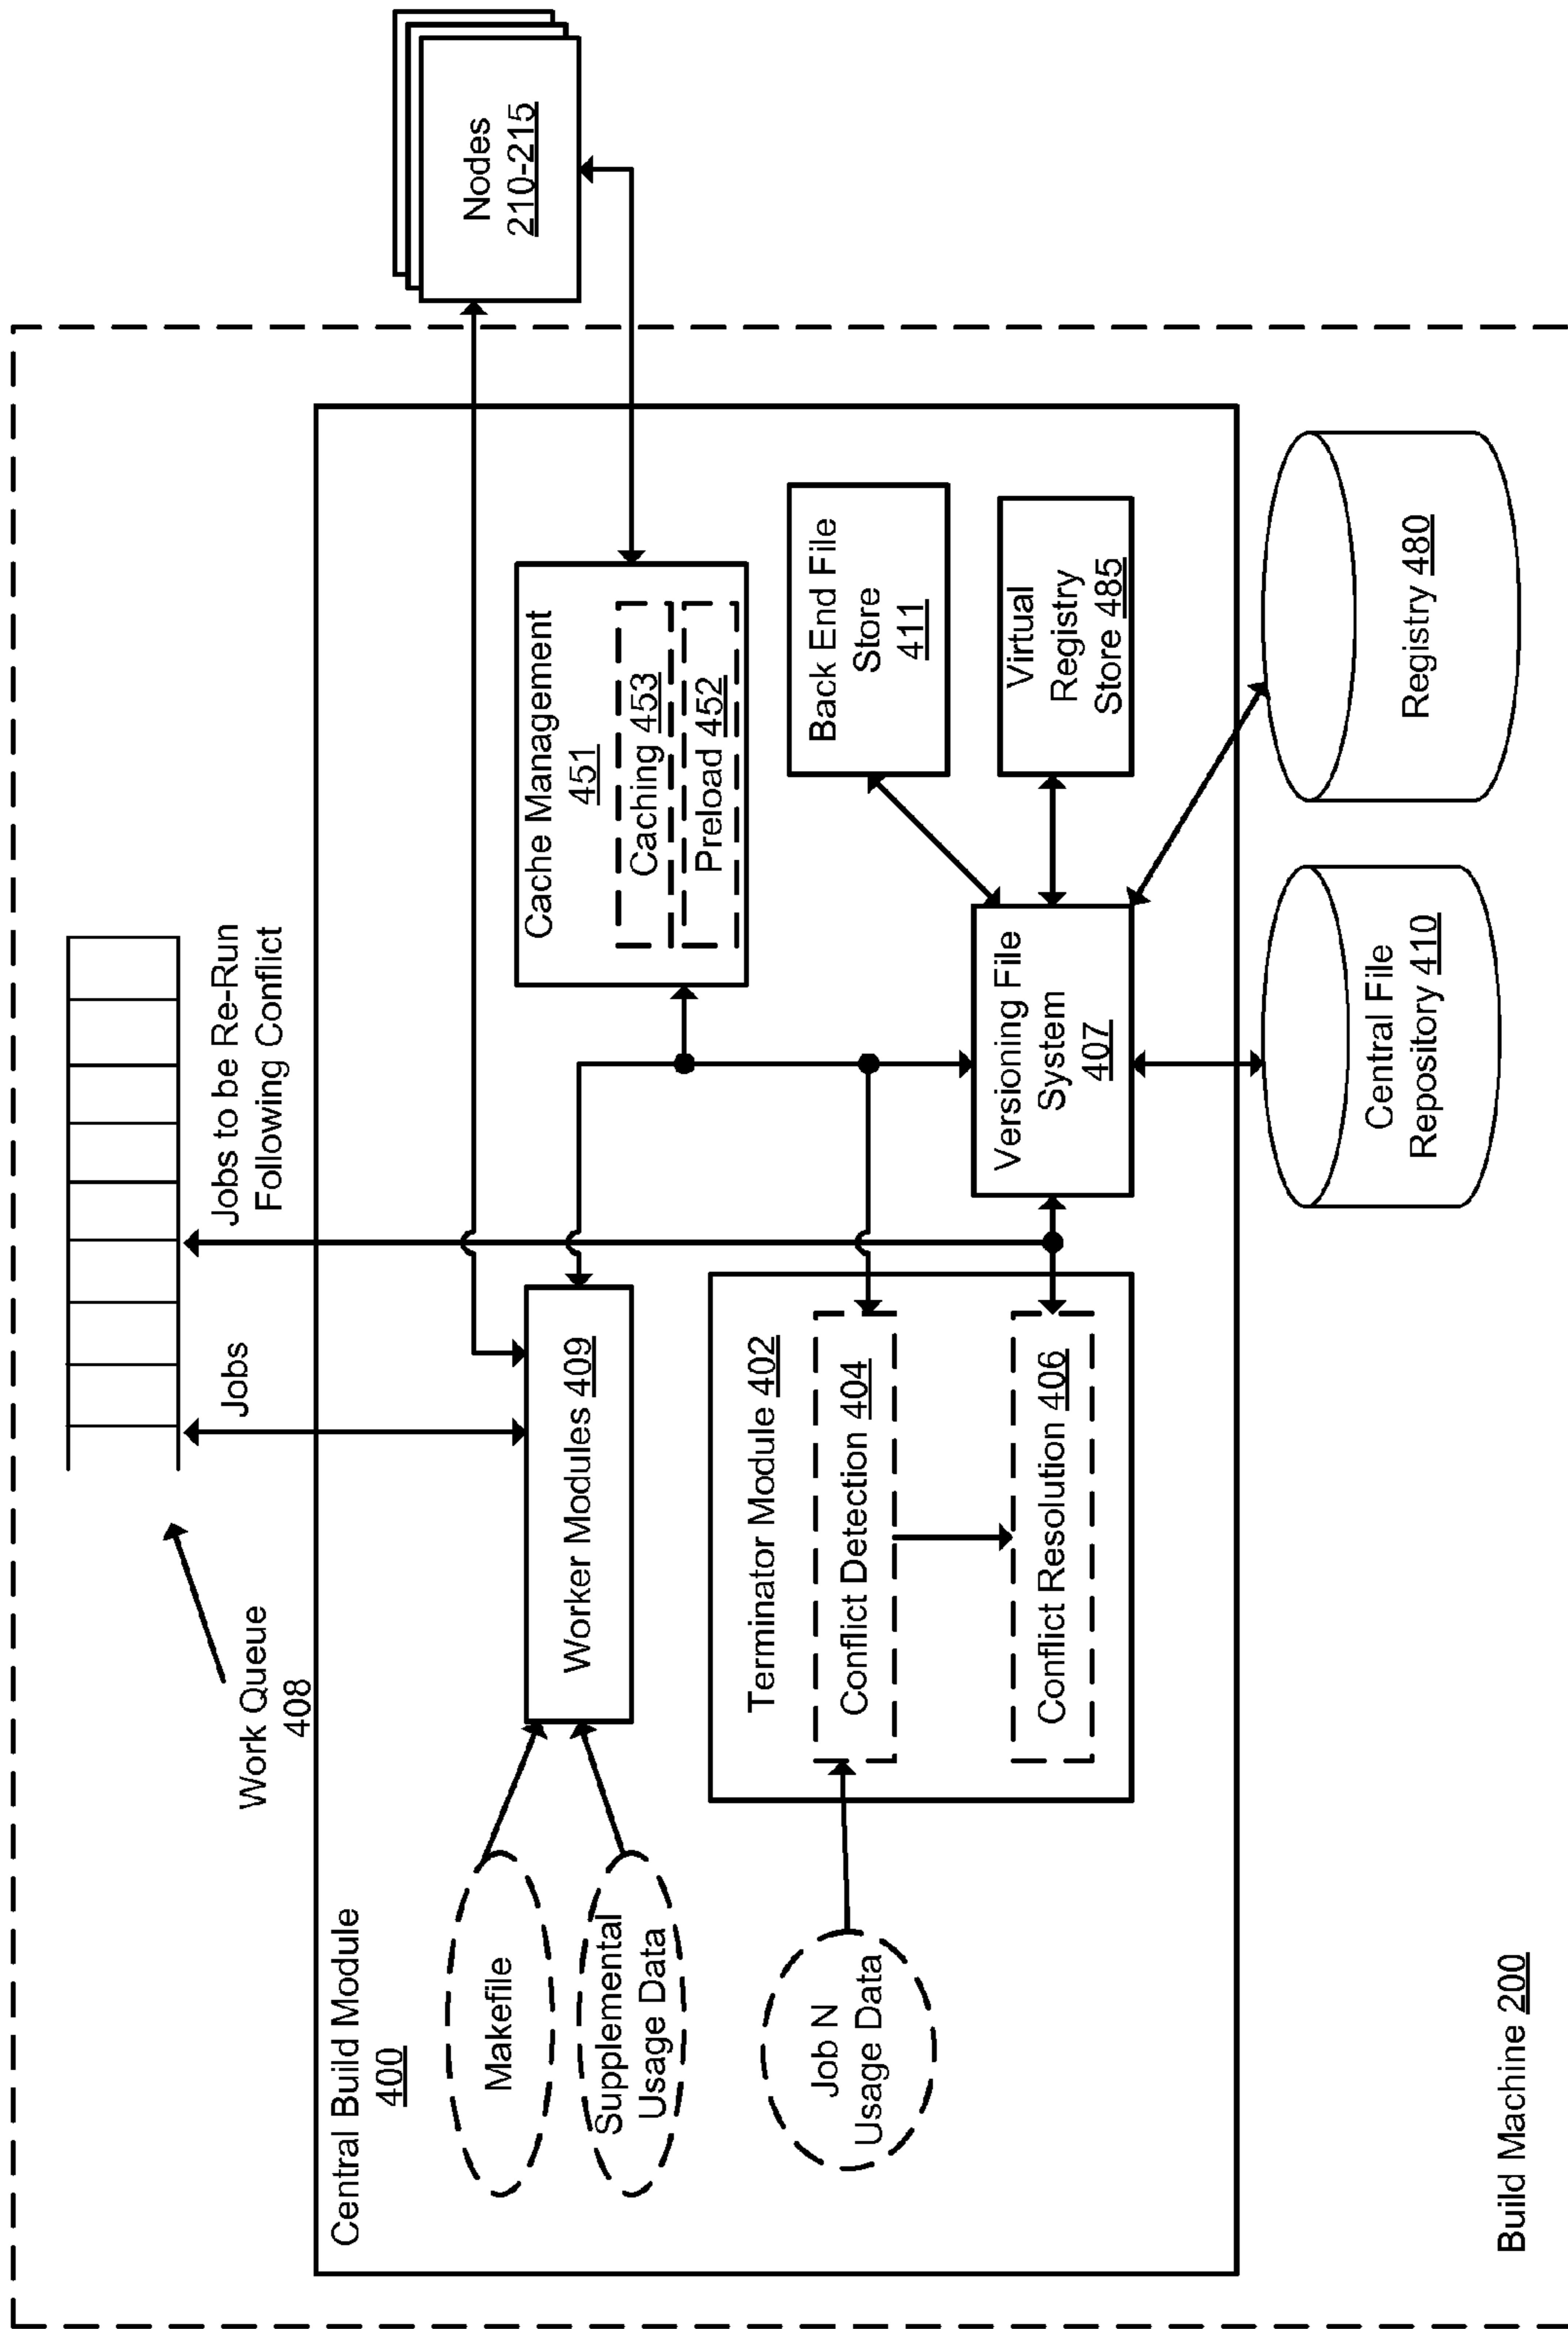 Work Queue
408
Jobs
Jobs to be Re-Run
Following Conflict
Nodes
210-215
Central Build Module
400
Makefile
Supplemental
Usage Data
Worker Modules 409
Cache Management
451
Caching 453
Preload 452
Job N
Usage Data
Terminator Module 402
Conflict Detection 404
Conflict Resolution 406
Versioning File
System
407
Back End File
Store
411
Virtual
Registry
Store 485
Central File
Repository 410
Registry 480
Build Machine 200